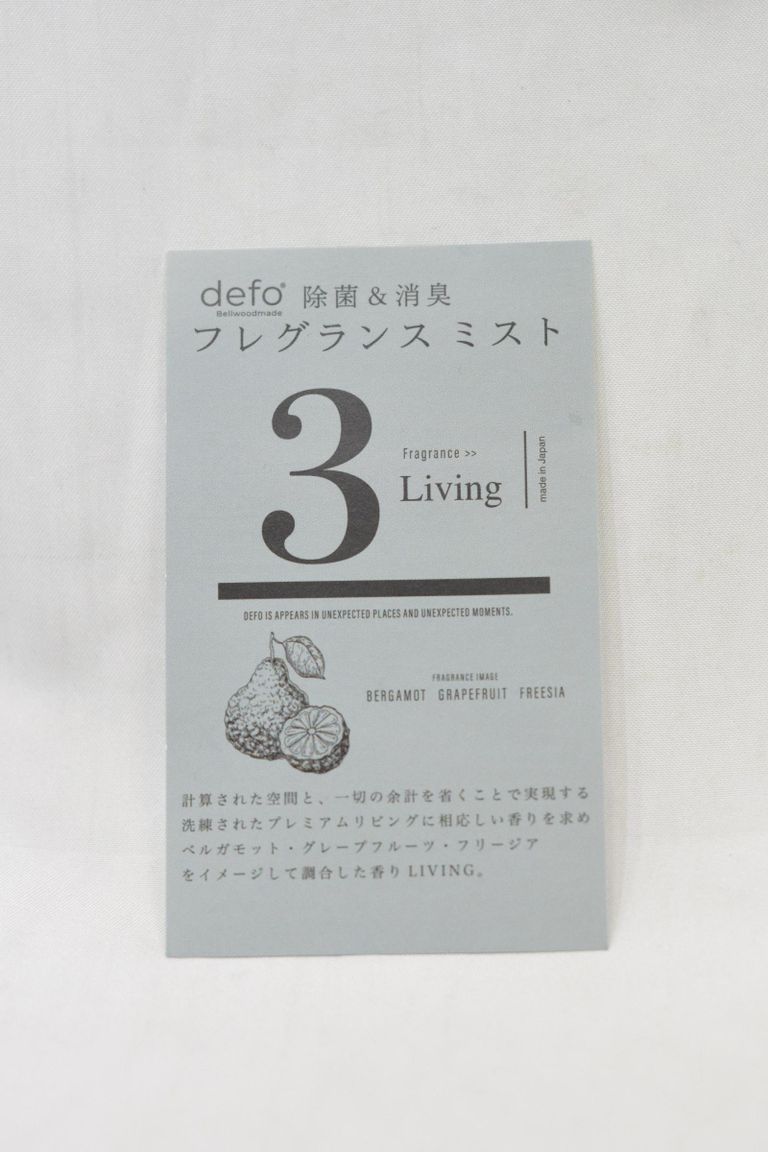 defo® 除菌＆消臭
Bellwoodmade
フレグランス ミスト
3
Fragrance >>
Living
made in Japan
DEFO IS APPEARS IN UNEXPECTED PLACES AND UNEXPECTED MOMENTS.
FRAGRANCE IMAGE
BERGAMOT GRAPEFRUIT FREESIA
計算された空間と、一切の余計を省くことで実現する
洗練されたプレミアムリビングに相応しい香りを求め
ベルガモット・グレープフルーツ・フリージア
をイメージして調合した香りLIVING。